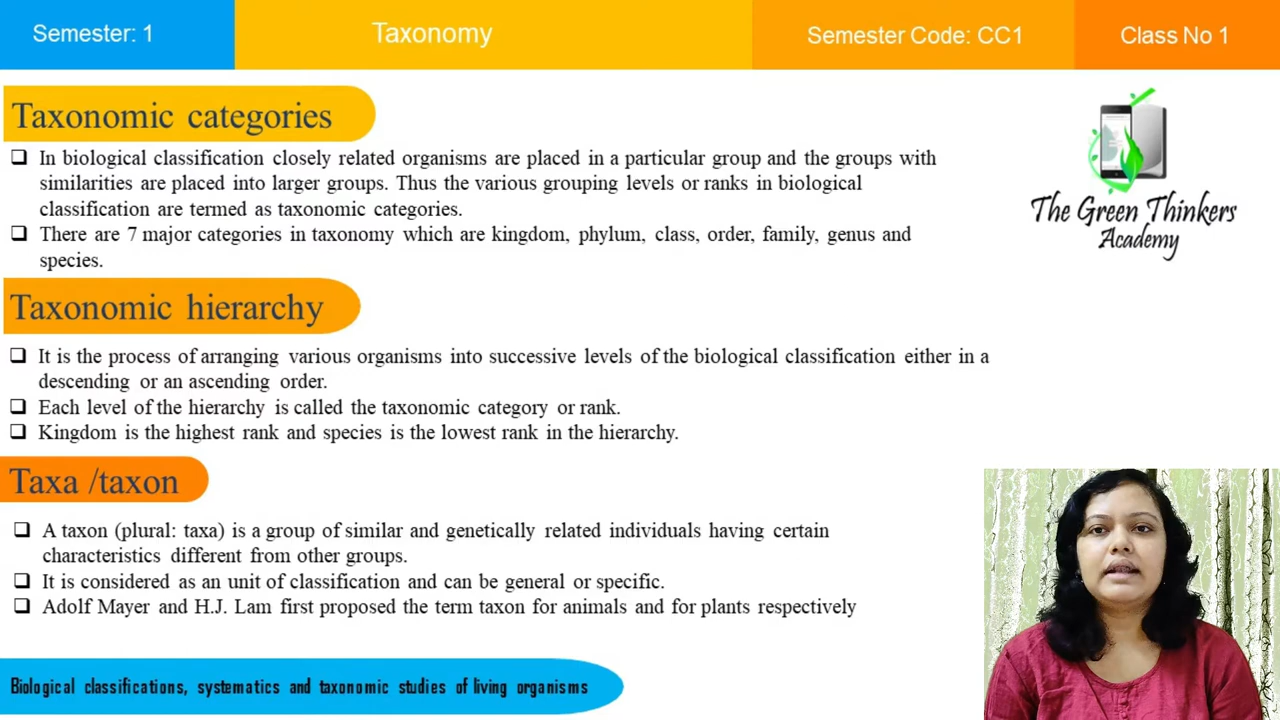 Semester: 1
Taxonomy
Semester Code: CC1
Class No 1
Taxonomic categories
❑ In biological classification closely related organisms are placed in a particular group and the groups with
similarities are placed into larger groups. Thus the various grouping levels or ranks in biological
classification are termed as taxonomic categories.
❑ There are 7 major categories in taxonomy which are kingdom, phylum, class, order, family, genus and
species.
The Green Thinkers
Academy
Taxonomic hierarchy
❑ It is the process of arranging various organisms into successive levels of the biological classification either in a
descending or an ascending order.
❑ Each level of the hierarchy is called the taxonomic category or rank.
❑ Kingdom is the highest rank and species is the lowest rank in the hierarchy.
Taxa /taxon
❑ A taxon (plural: taxa) is a group of similar and genetically related individuals having certain
characteristics different from other groups.
❑ It is considered as an unit of classification and can be general or specific.
❑ Adolf Mayer and H.J. Lam first proposed the term taxon for animals and for plants respectively
Biological classifications, systematics and taxonomic studies of living organisms